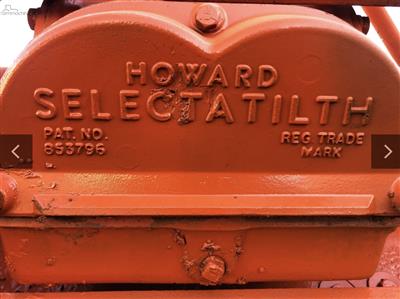 HOWARD
SELECTATILTH
PAT. NO.
853796
REG TRADE
MARK